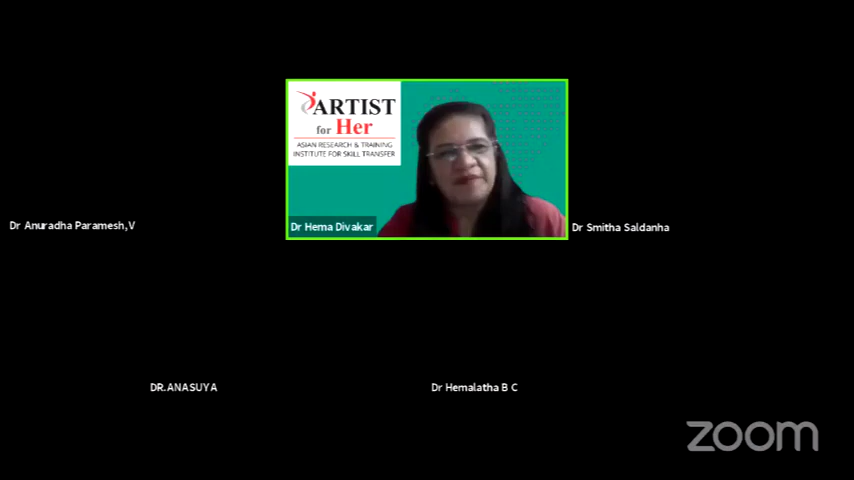 ARTIST
for Her
ASIAN RESEARCH & TRAINING
INSTITUTE FOR SKILL TRANSFER
Dr Anuradha Paramesh,V
Dr Hema Divakar
Dr Smitha Saldanha
DR.ANASUYA
Dr Hemalatha B C
zoom